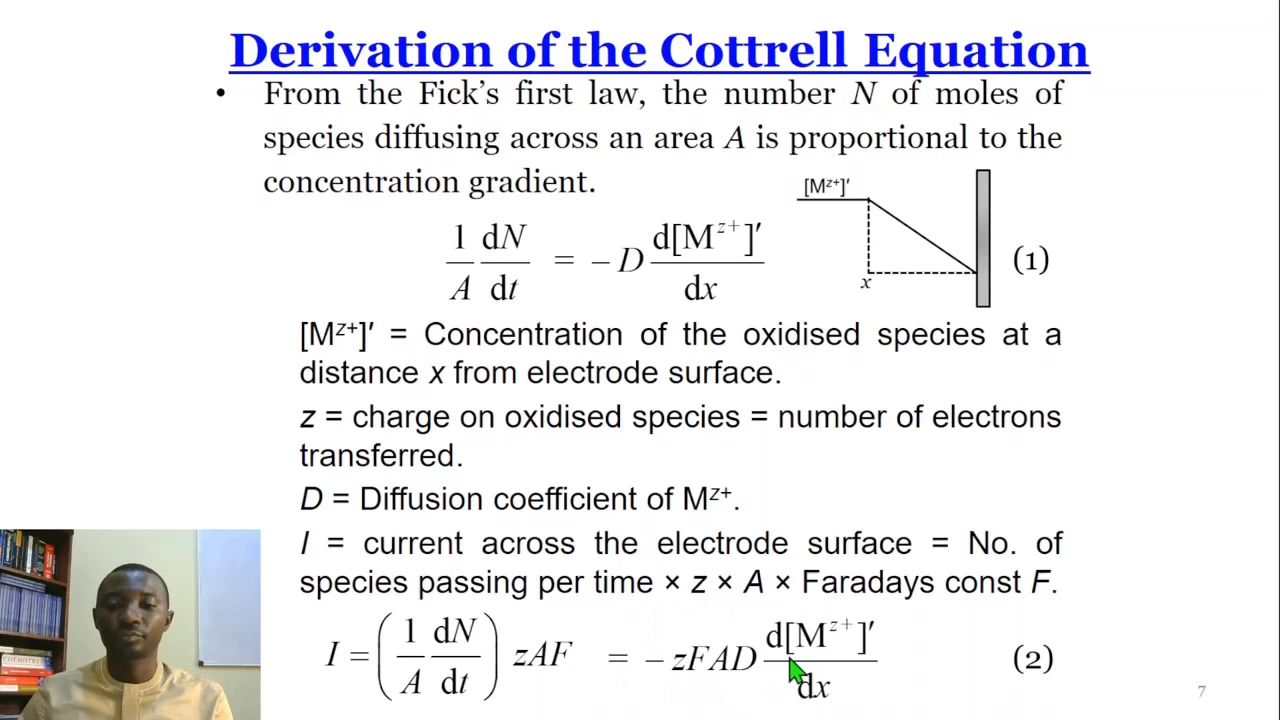 Derivation of the Cottrell Equation
• From the Fick's first law, the number N of moles of
species diffusing across an area A is proportional to the
concentration gradient.
[Mᶻ⁺]′
1/A dN/dt = −D d[Mᶻ⁺]′/dx (1)
x
[Mᶻ⁺]′ = Concentration of the oxidised species at a
distance x from electrode surface.
z = charge on oxidised species = number of electrons
transferred.
D = Diffusion coefficient of Mᶻ⁺.
I = current across the electrode surface = No. of
species passing per time × z × A × Faradays const F.
I = (1/A dN/dt) zAF = −zFAD d[Mᶻ⁺]′/dx (2)
CHEMISTRY
7